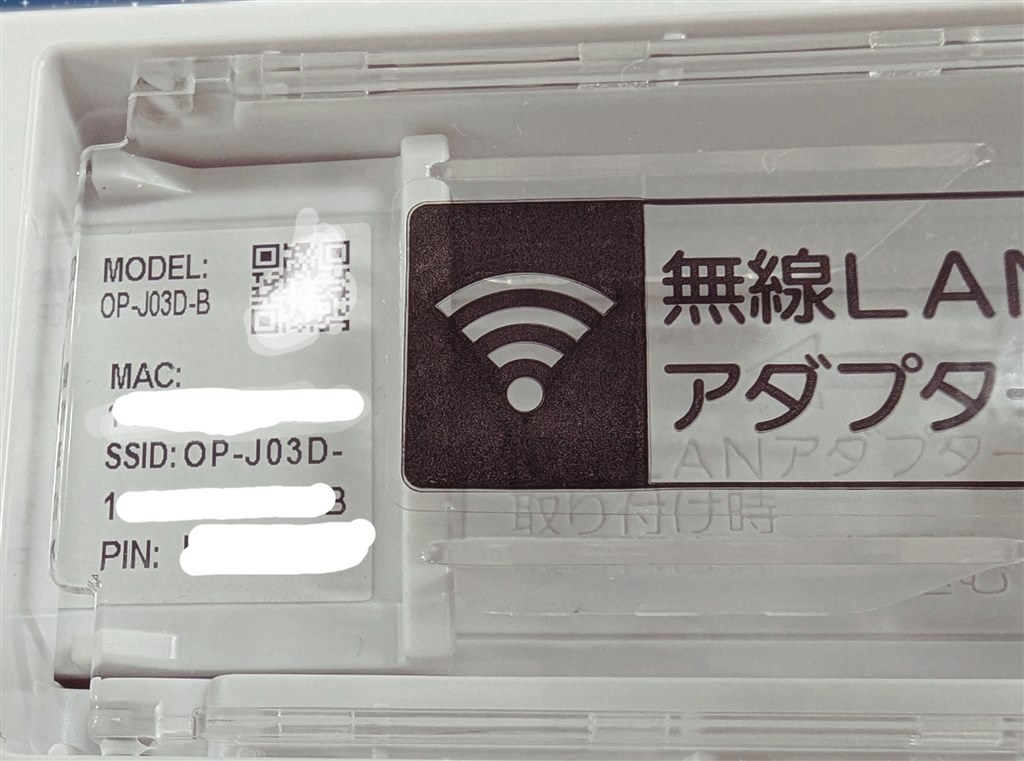 MODEL:
OP-J03D-B
MAC:
SSID: OP-J03D-
1 B
PIN:
無線LAN
アダプター
LANアダプター
取り付け時